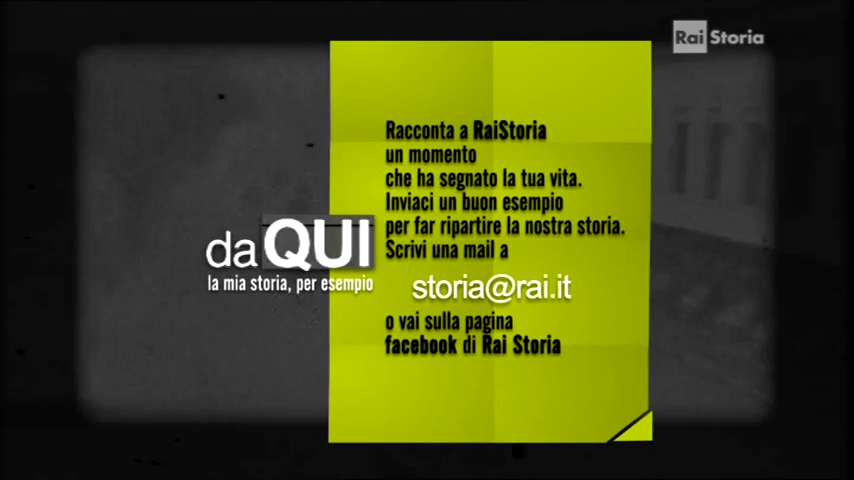 Rai Storia
Racconta a RaiStoria
un momento
che ha segnato la tua vita.
Inviaci un buon esempio
per far ripartire la nostra storia.
Scrivi una mail a
storia@rai.it
o vai sulla pagina
facebook di Rai Storia
daQUI
la mia storia, per esempio